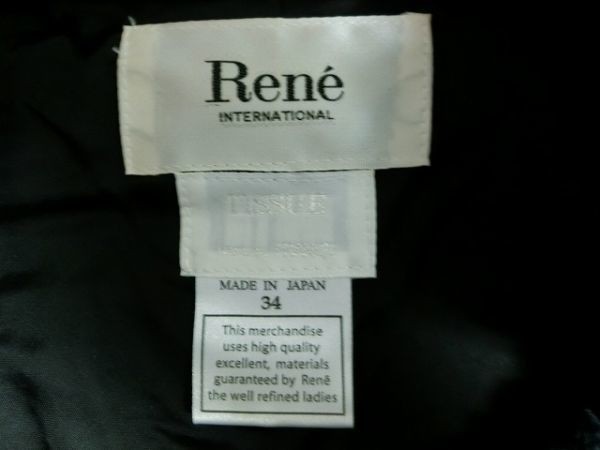 René
INTERNATIONAL
TISSUE
MADE IN JAPAN
34
This merchandise
uses high quality
excellent, materials
guaranteed by René
the well refined ladies